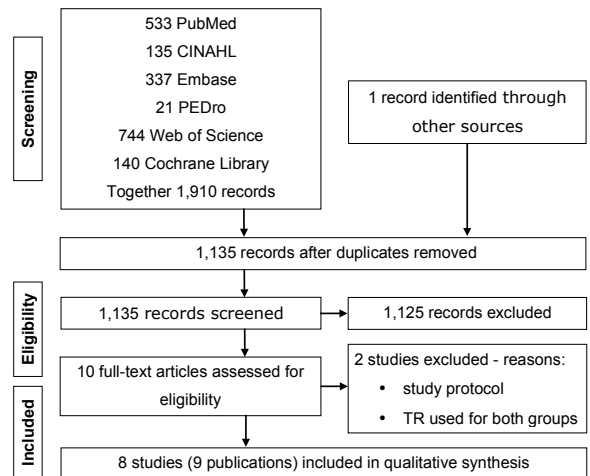 Screening
533 PubMed
135 CINAHL
337 Embase
21 PEDro
744 Web of Science
140 Cochrane Library
Together 1,910 records
1 record identified through
other sources
1,135 records after duplicates removed
Eligibility
1,135 records screened
1,125 records excluded
10 full-text articles assessed for
eligibility
2 studies excluded - reasons:
• study protocol
• TR used for both groups
Included
8 studies (9 publications) included in qualitative synthesis